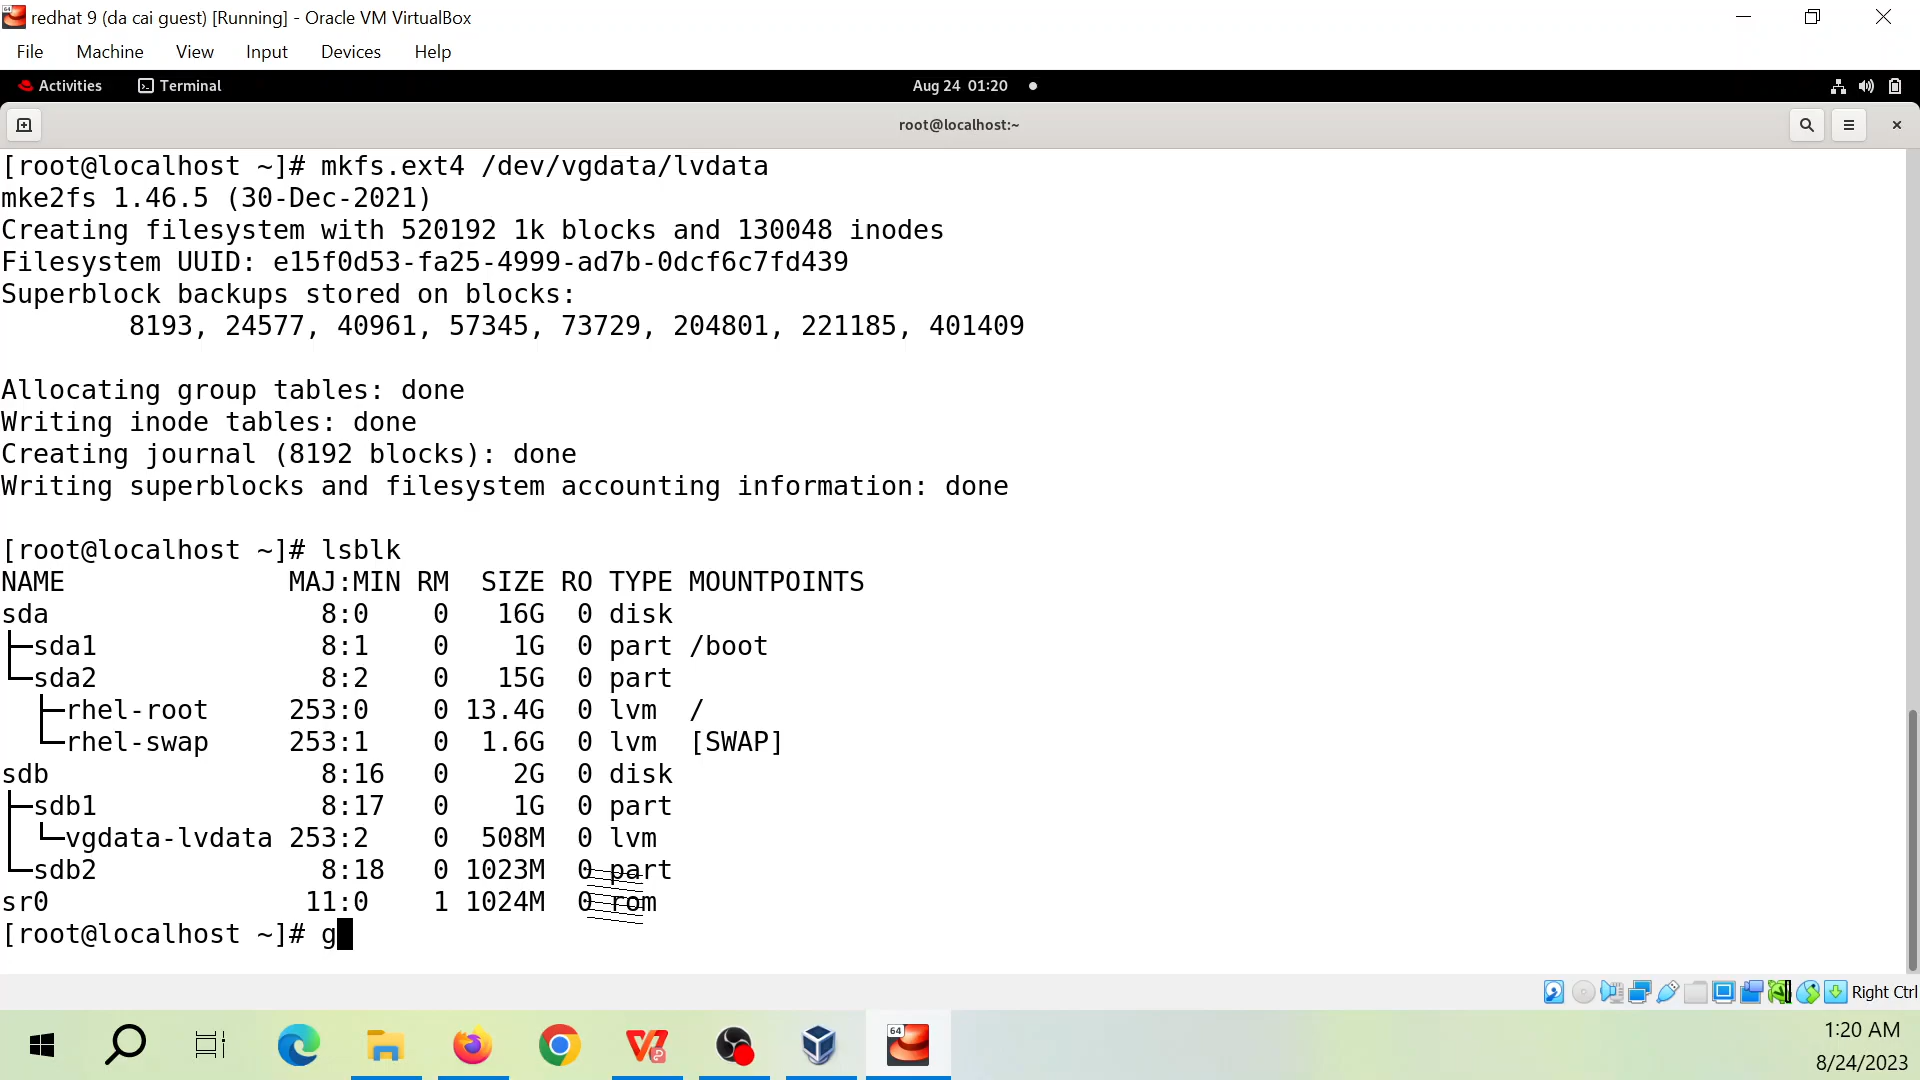 redhat 9 (da cai guest) [Running] - Oracle VM VirtualBox
File Machine View Input Devices Help
Activities Terminal Aug 24 01:20
root@localhost:~
[root@localhost ~]# mkfs.ext4 /dev/vgdata/lvdata
mke2fs 1.46.5 (30-Dec-2021)
Creating filesystem with 520192 1k blocks and 130048 inodes
Filesystem UUID: e15f0d53-fa25-4999-ad7b-0dcf6c7fd439
Superblock backups stored on blocks:
8193, 24577, 40961, 57345, 73729, 204801, 221185, 401409
Allocating group tables: done
Writing inode tables: done
Creating journal (8192 blocks): done
Writing superblocks and filesystem accounting information: done
[root@localhost ~]# lsblk
NAME MAJ:MIN RM SIZE RO TYPE MOUNTPOINTS
sda 8:0 0 16G 0 disk
├─sda1 8:1 0 1G 0 part /boot
└─sda2 8:2 0 15G 0 part
├─rhel-root 253:0 0 13.4G 0 lvm /
└─rhel-swap 253:1 0 1.6G 0 lvm [SWAP]
sdb 8:16 0 2G 0 disk
├─sdb1 8:17 0 1G 0 part
│ └─vgdata-lvdata 253:2 0 508M 0 lvm
└─sdb2 8:18 0 1023M 0 part
sr0 11:0 1 1024M 0 rom
[root@localhost ~]# g
Right Ctrl
64
1:20 AM
8/24/2023